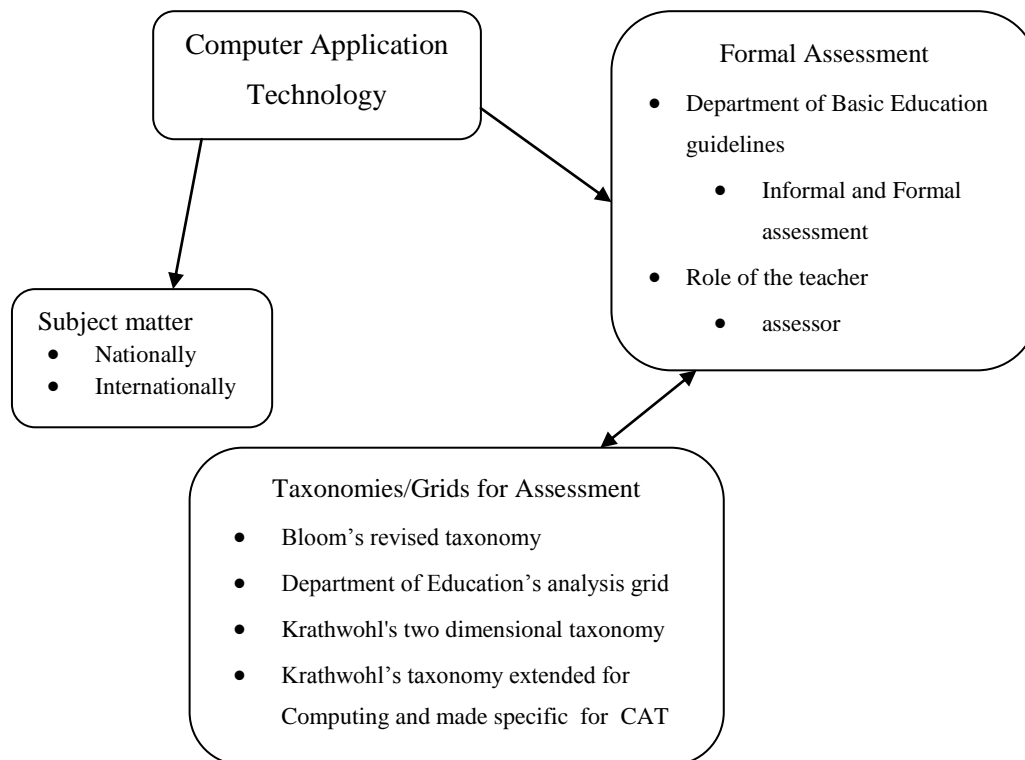 Computer Application
Technology
Formal Assessment
• Department of Basic Education
guidelines
• Informal and Formal
assessment
• Role of the teacher
• assessor
Subject matter
• Nationally
• Internationally
Taxonomies/Grids for Assessment
• Bloom’s revised taxonomy
• Department of Education’s analysis grid
• Krathwohl's two dimensional taxonomy
• Krathwohl’s taxonomy extended for
Computing and made specific for CAT